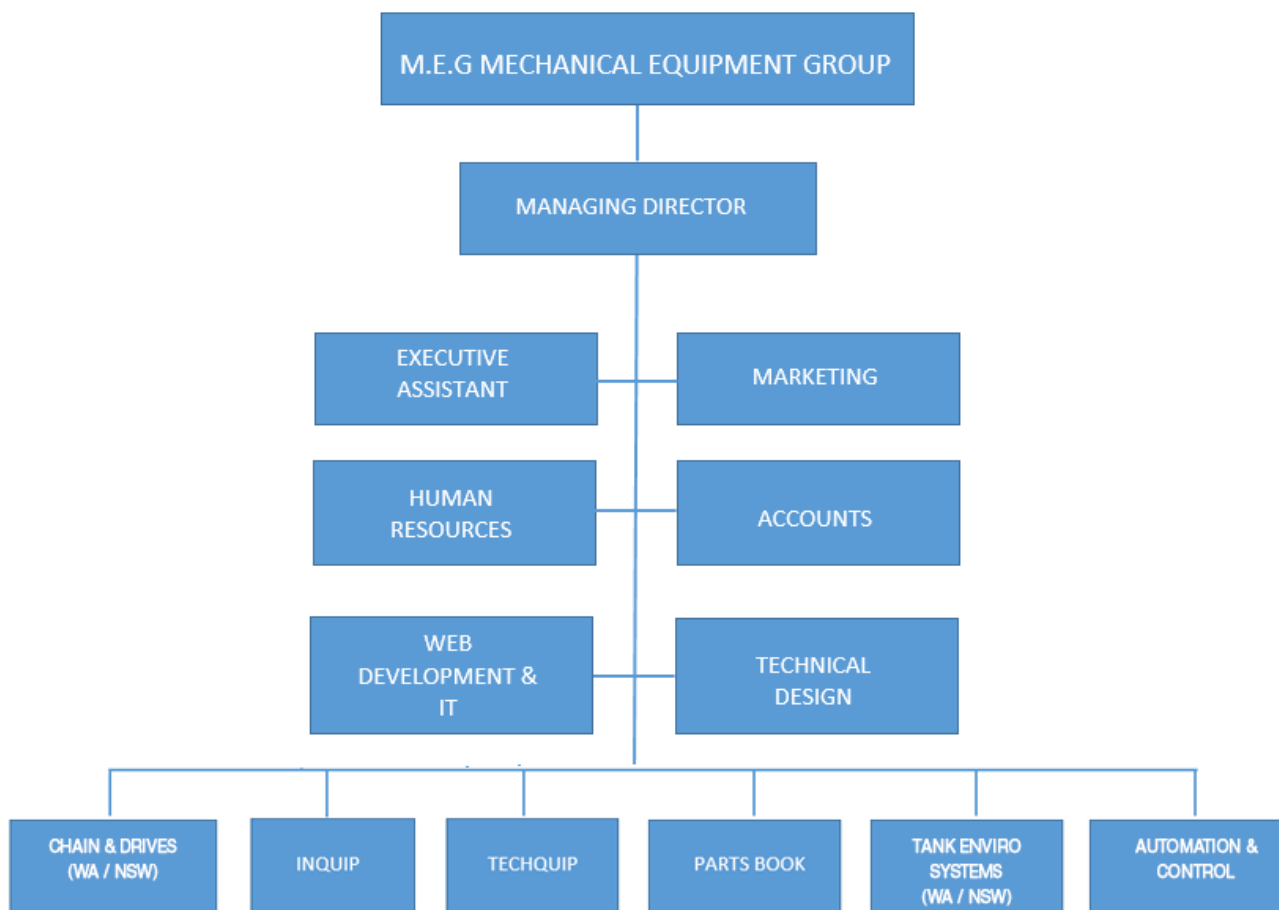 M.E.G MECHANICAL EQUIPMENT GROUP
MANAGING DIRECTOR
EXECUTIVE
ASSISTANT
MARKETING
HUMAN
RESOURCES
ACCOUNTS
WEB
DEVELOPMENT &
IT
TECHNICAL
DESIGN
CHAIN & DRIVES
(WA / NSW)
INQUIP
TECHQUIP
PARTS BOOK
TANK ENVIRO
SYSTEMS
(WA / NSW)
AUTOMATION &
CONTROL